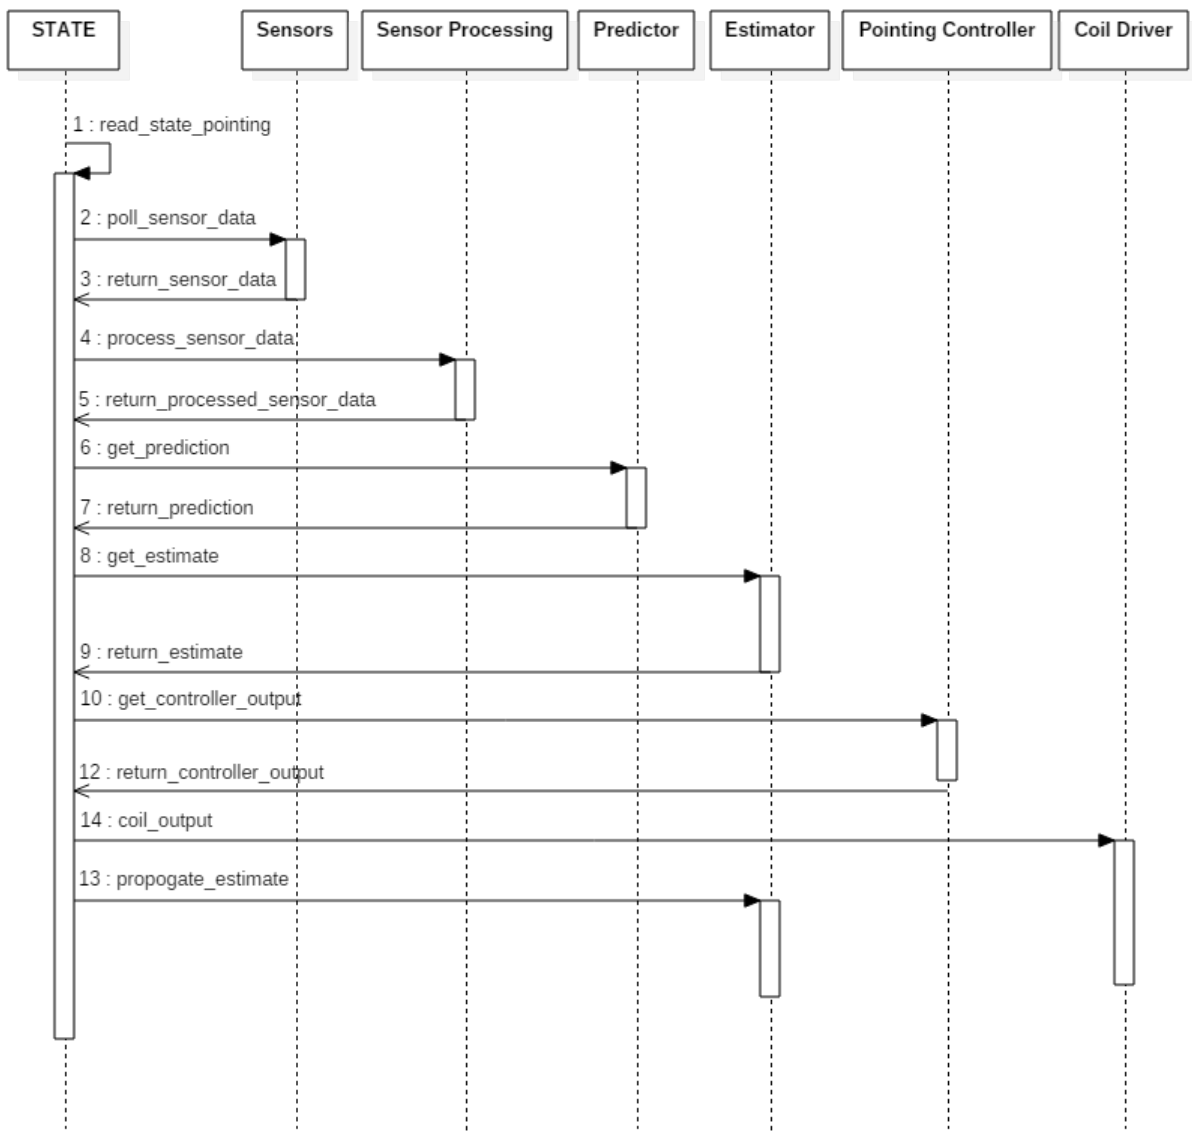 STATE
Sensors
Sensor Processing
Predictor
Estimator
Pointing Controller
Coil Driver
1 : read_state_pointing
2 : poll_sensor_data
3 : return_sensor_data
4 : process_sensor_data
5 : return_processed_sensor_data
6 : get_prediction
7 : return_prediction
8 : get_estimate
9 : return_estimate
10 : get_controller_output
12 : return_controller_output
14 : coil_output
13 : propogate_estimate